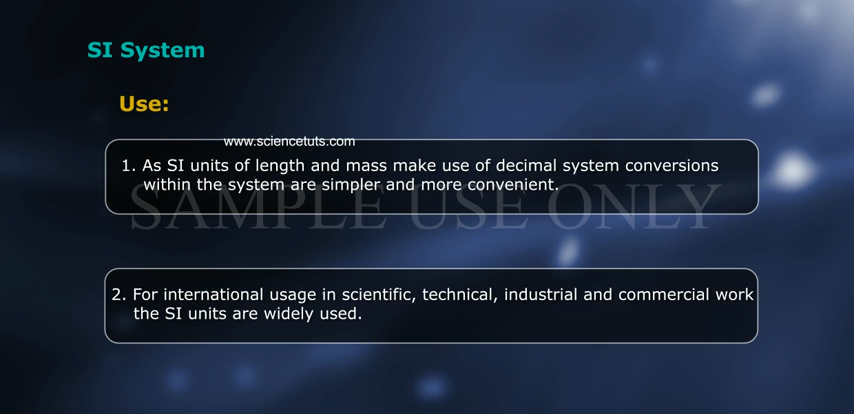 SI System
Use:
www.sciencetuts.com
1. As SI units of length and mass make use of decimal system conversions
within the system are simpler and more convenient.
SAMPLE USE ONLY
2. For international usage in scientific, technical, industrial and commercial work
the SI units are widely used.